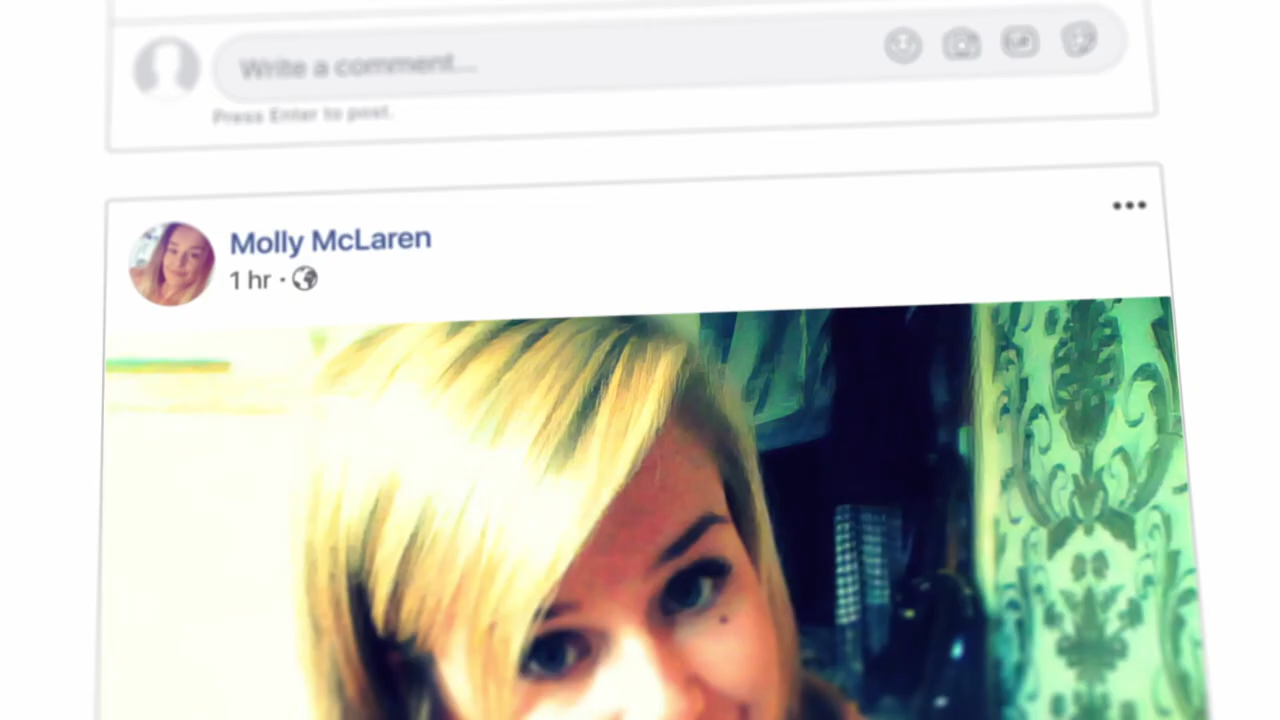 Write a comment...
Press Enter to post.
Molly McLaren
1 hr ·